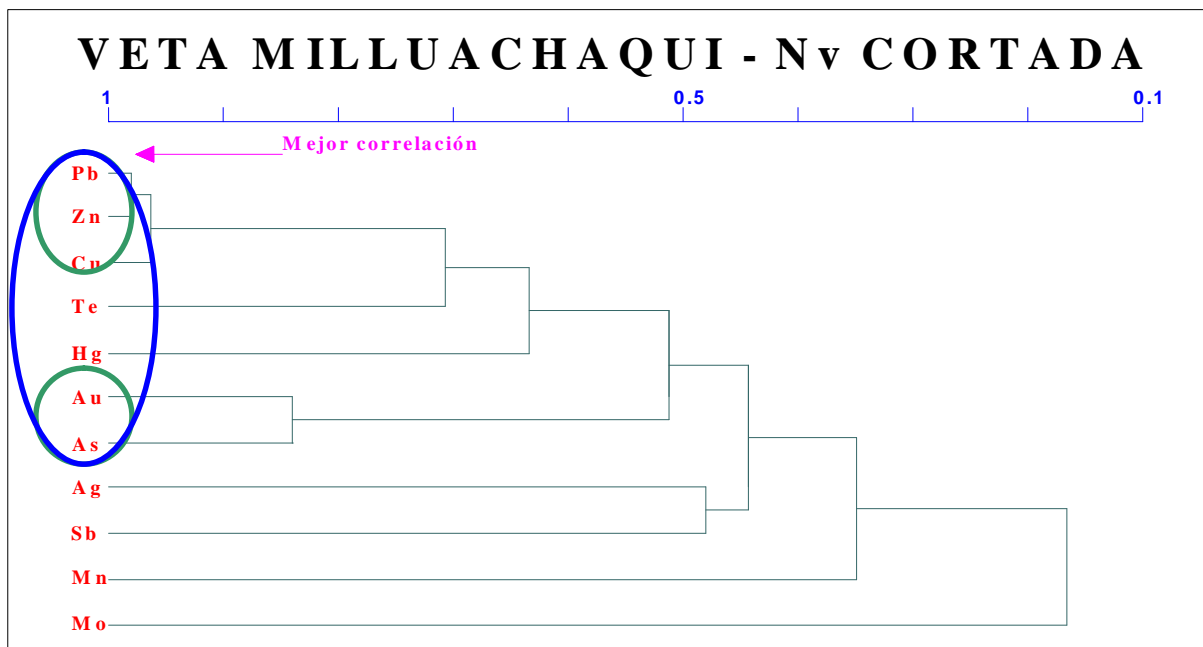 VETA MILLUACHAQUI - Nv CORTADA
1 0.5 0.1
Mejor correlación
Pb
Zn
Cu
Te
Hg
Au
As
Ag
Sb
Mn
Mo